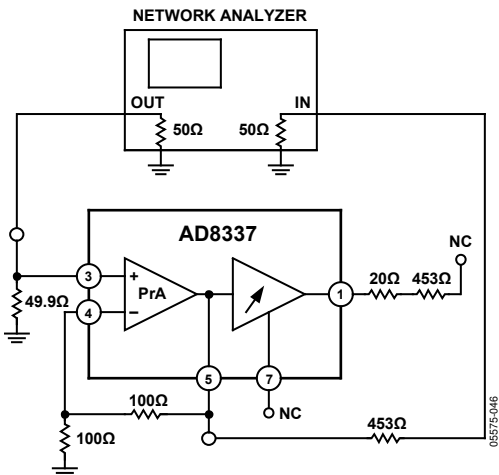 NETWORK ANALYZER
OUT
IN
50Ω
50Ω
AD8337
NC
3
+
PrA
1
20Ω
453Ω
49.9Ω
4
–
5
7
100Ω
NC
453Ω
100Ω
05575-046